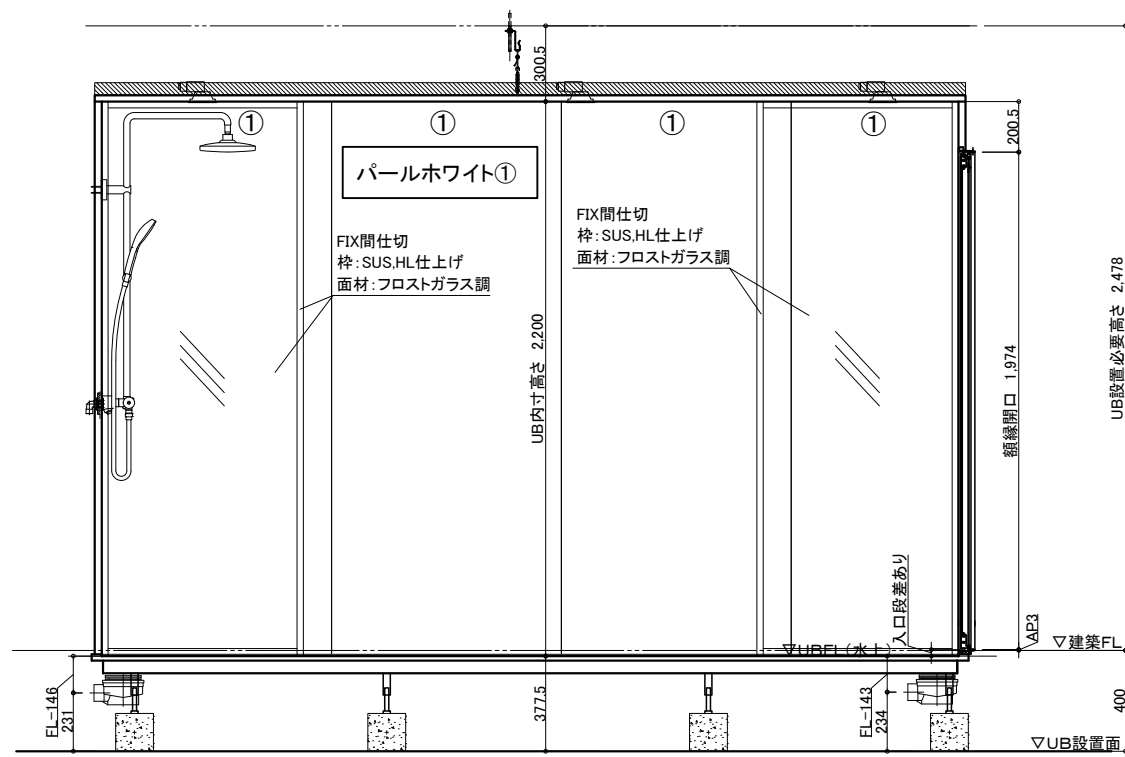 300.5
①
①
①
①
200.5
パールホワイト①
FIX間仕切
枠:SUS,HL仕上げ
面材:フロストガラス調
FIX間仕切
枠:SUS,HL仕上げ
面材:フロストガラス調
UB内寸高さ 2,200
額縁開口 1,974
UB設置必要高さ 2,478
入口段差あり
▽UBFL(水上)
AP3
▽建築FL
FL-146
231
377.5
FL-143
234
400
▽UB設置面